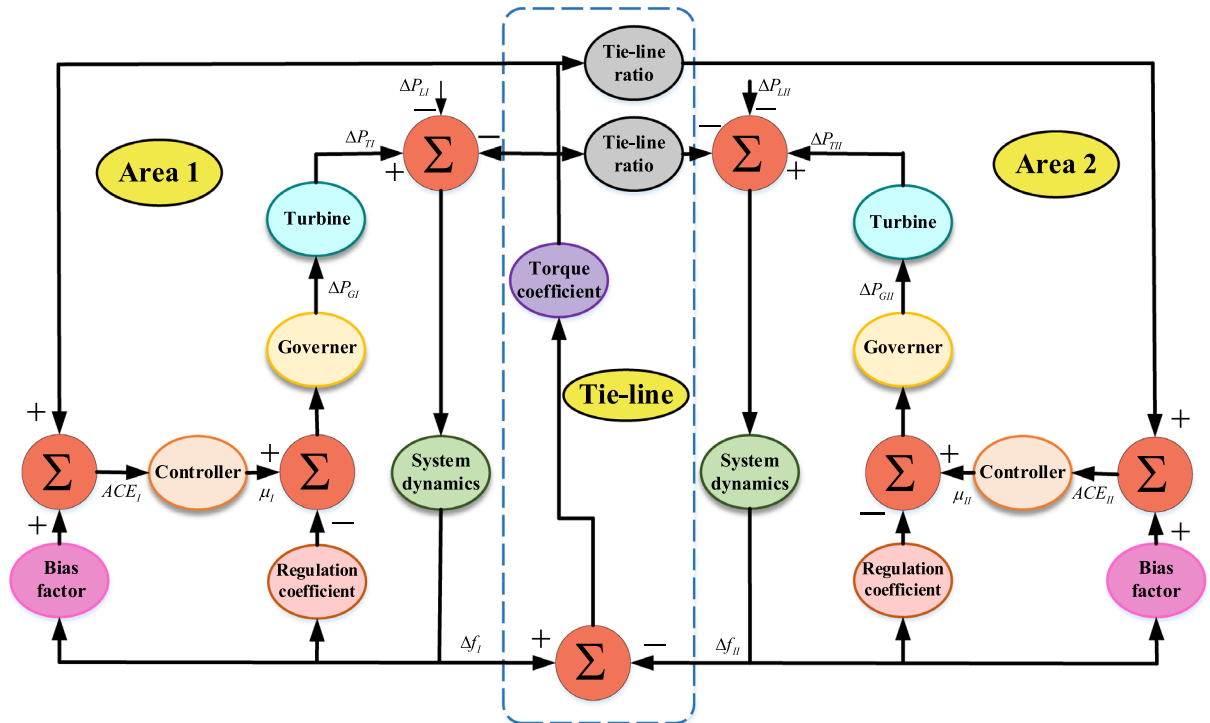 Tie-line
ratio
ΔP_LI
ΔP_LII
−
−
ΔP_TI
Σ
−
Tie-line
ratio
−
Σ
ΔP_TII
+
+
Area 1
Area 2
Turbine
Turbine
Torque
coefficient
ΔP_GI
ΔP_GII
Governer
Governer
Tie-line
+
+
Σ
ACE_I
Controller
μ_I
+
Σ
System
dynamics
System
dynamics
+
Σ
μ_II
Controller
ACE_II
Σ
+
−
−
+
Bias
factor
Regulation
coefficient
Regulation
coefficient
Bias
factor
Δf_I
+
Σ
−
Δf_II